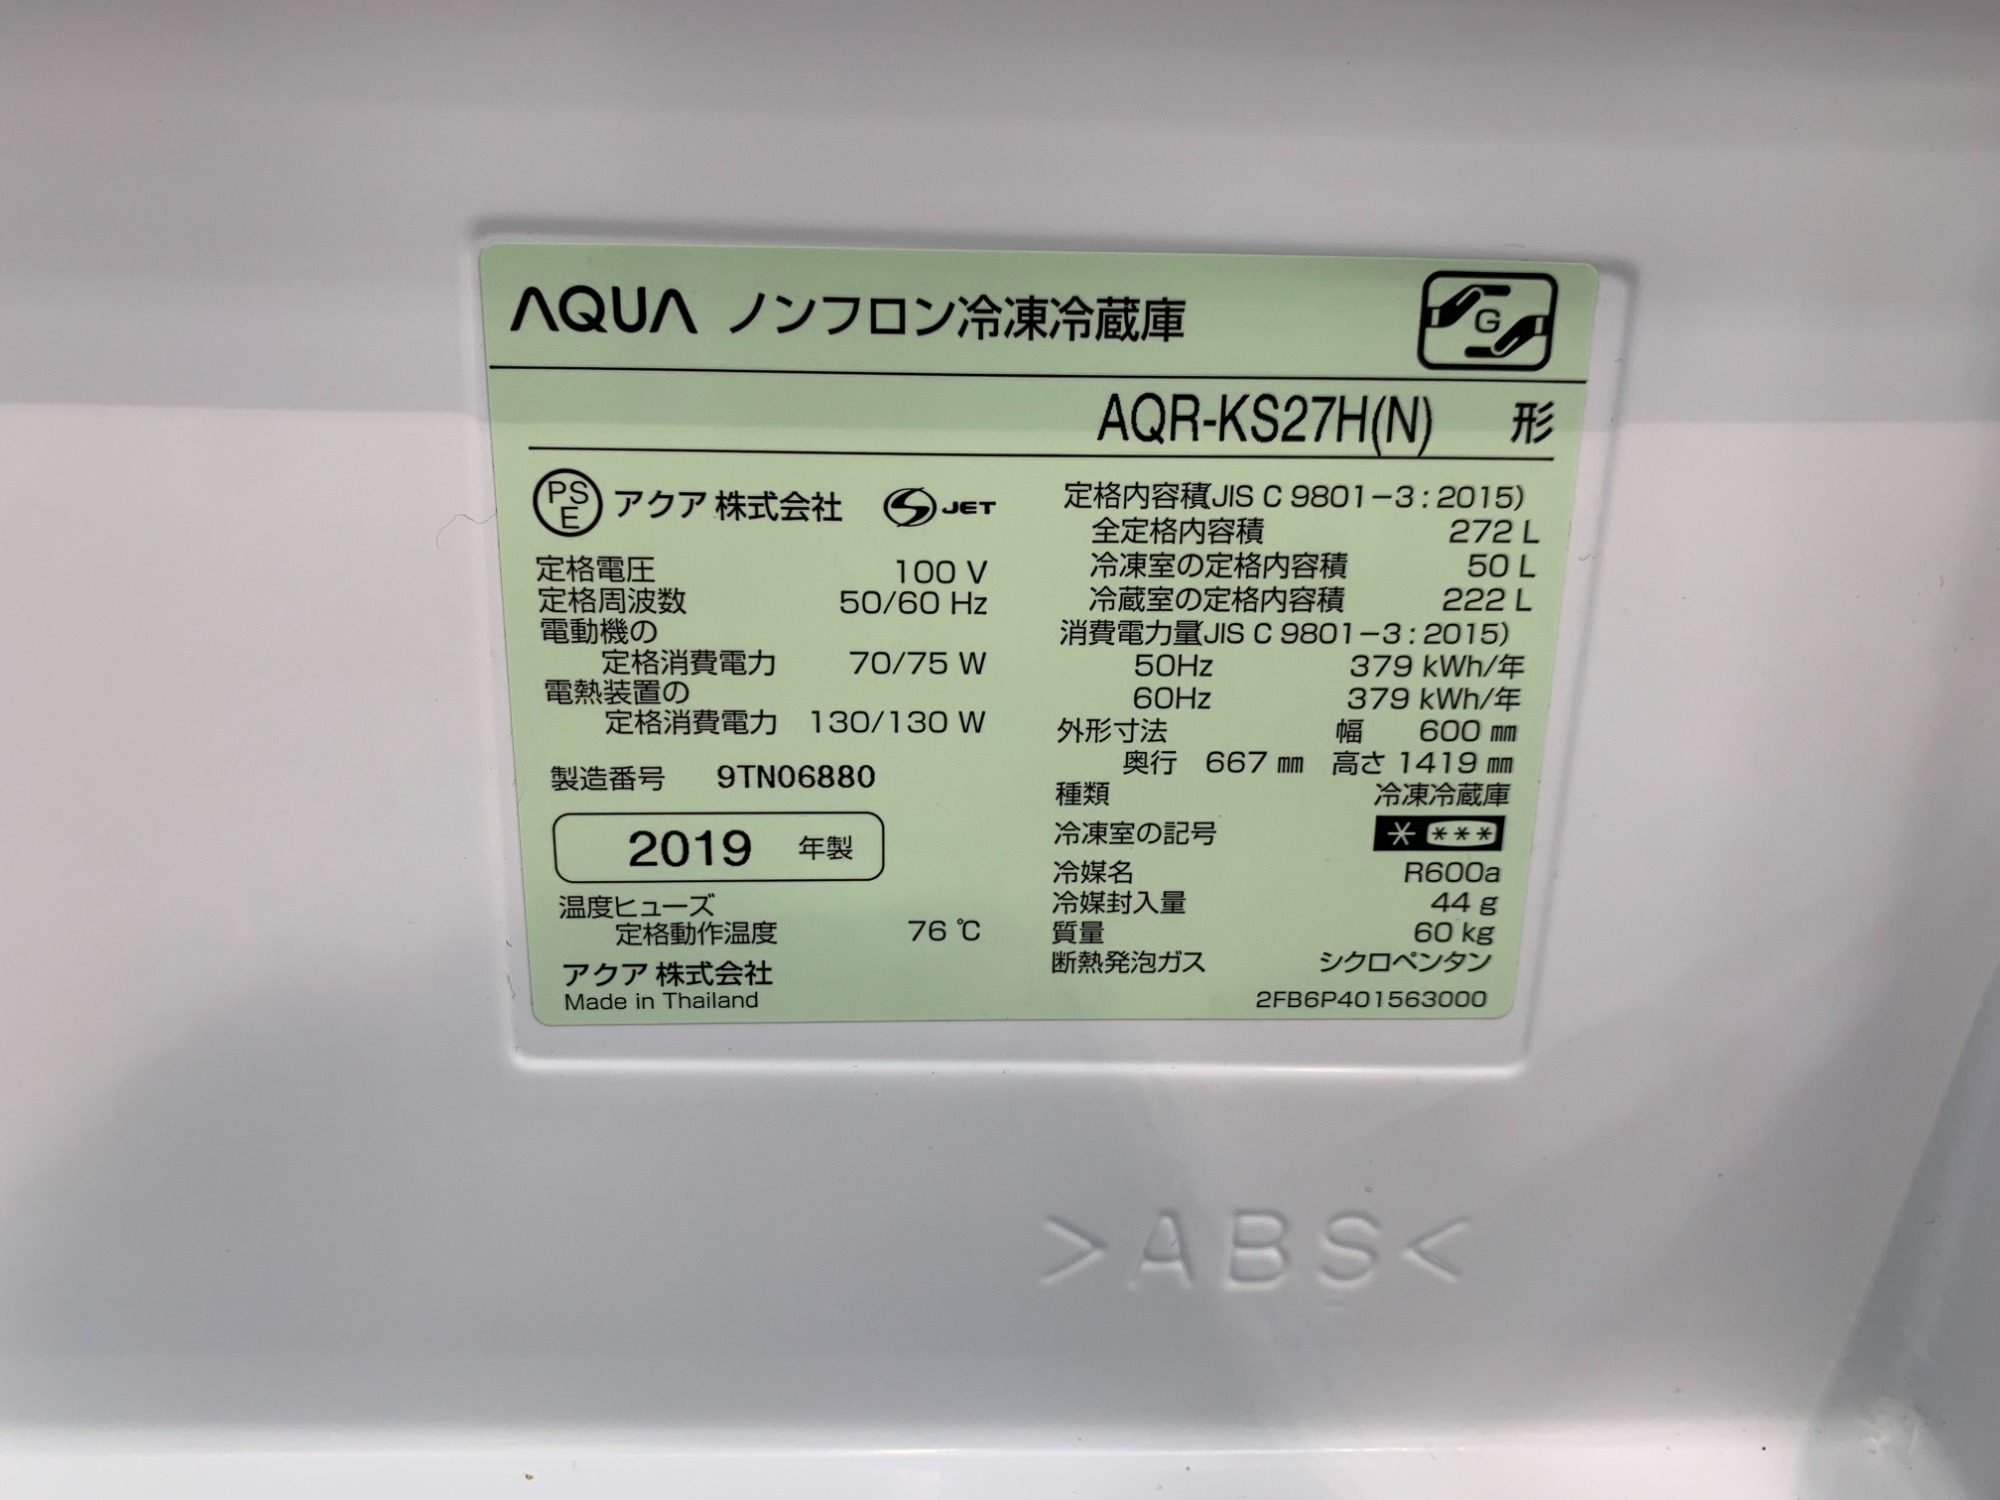 AQUA ノンフロン冷凍冷蔵庫
G
AQR-KS27H(N) 形
PS
E
アクア 株式会社
S JET
定格電圧 100 V
定格周波数 50/60 Hz
電動機の
定格消費電力 70/75 W
電熱装置の
定格消費電力 130/130 W
製造番号 9TN06880
2019 年製
温度ヒューズ
定格動作温度 76 ℃
アクア 株式会社
Made in Thailand
定格内容積(JIS C 9801-3:2015)
全定格内容積 272 L
冷凍室の定格内容積 50 L
冷蔵室の定格内容積 222 L
消費電力量(JIS C 9801-3:2015)
50Hz 379 kWh/年
60Hz 379 kWh/年
外形寸法 幅 600 ㎜
奥行 667 ㎜ 高さ 1419 ㎜
種類 冷凍冷蔵庫
冷凍室の記号 * ***
冷媒名 R600a
冷媒封入量 44 g
質量 60 kg
断熱発泡ガス シクロペンタン
2FB6P401563000
>ABS<